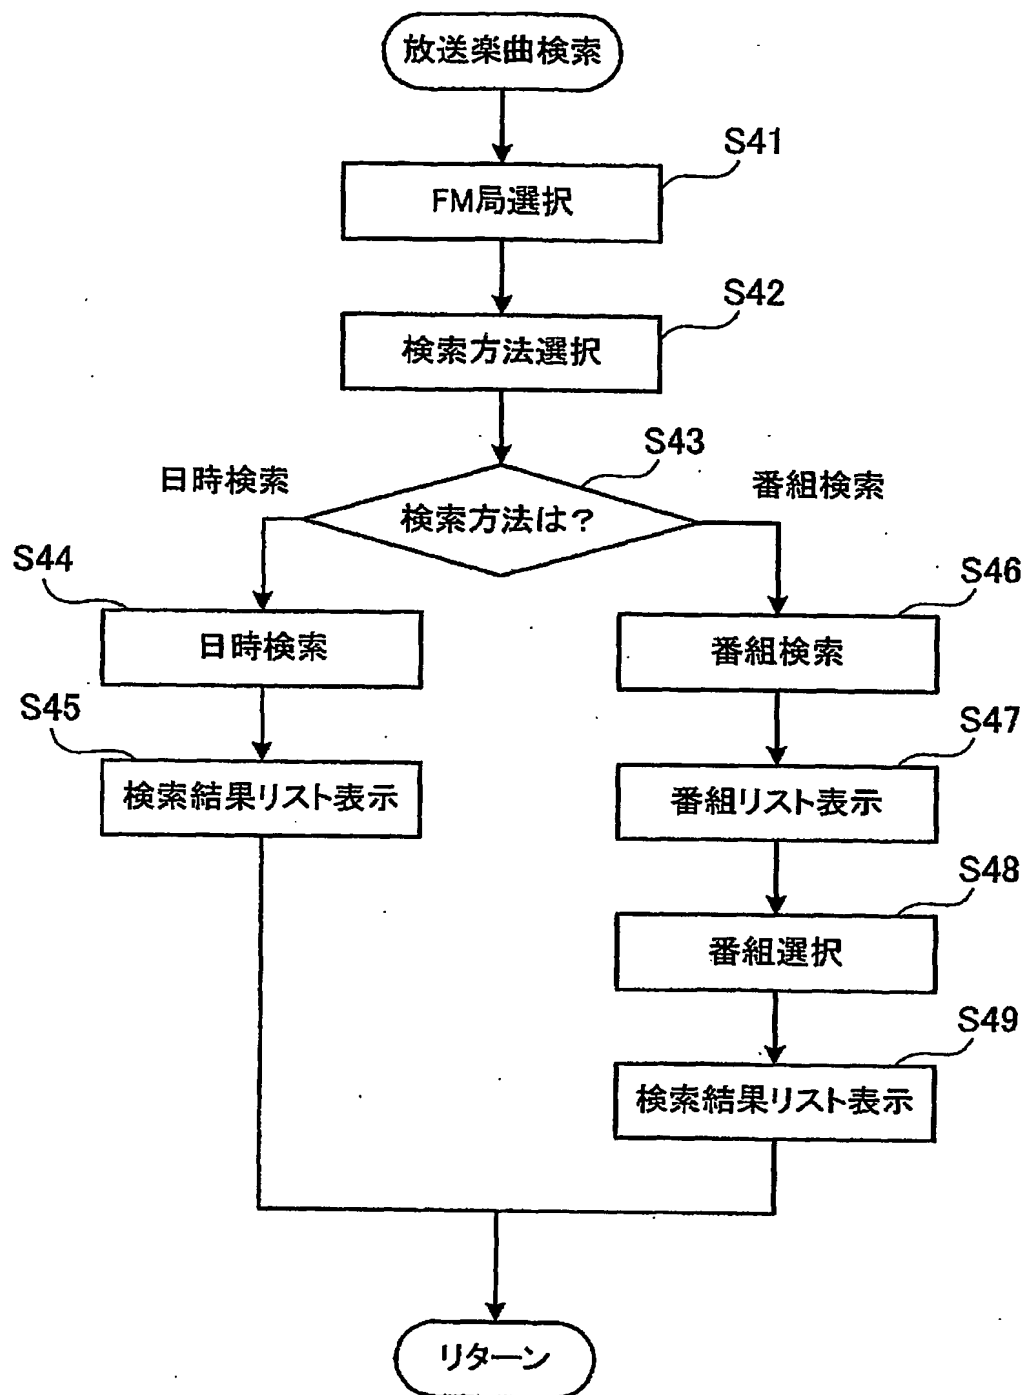 放送楽曲検索
S41
FM局選択
S42
検索方法選択
S43
日時検索
番組検索
検索方法は?
S44
日時検索
S45
検索結果リスト表示
S46
番組検索
S47
番組リスト表示
S48
番組選択
S49
検索結果リスト表示
リターン